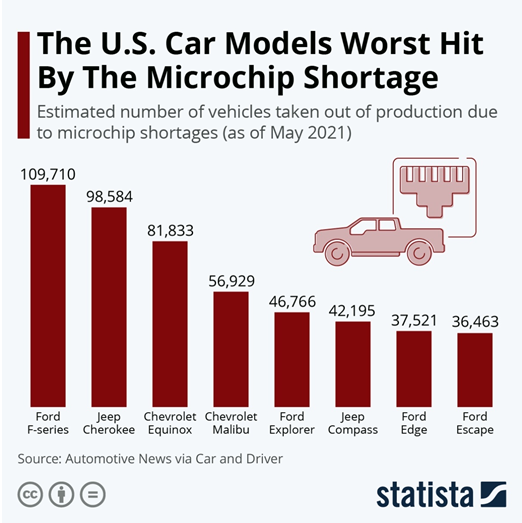 The U.S. Car Models Worst Hit
By The Microchip Shortage
Estimated number of vehicles taken out of production due
to microchip shortages (as of May 2021)
109,710
98,584
81,833
56,929
46,766
42,195
37,521
36,463
Ford
F-series
Jeep
Cherokee
Chevrolet
Equinox
Chevrolet
Malibu
Ford
Explorer
Jeep
Compass
Ford
Edge
Ford
Escape
Source: Automotive News via Car and Driver
cc
statista